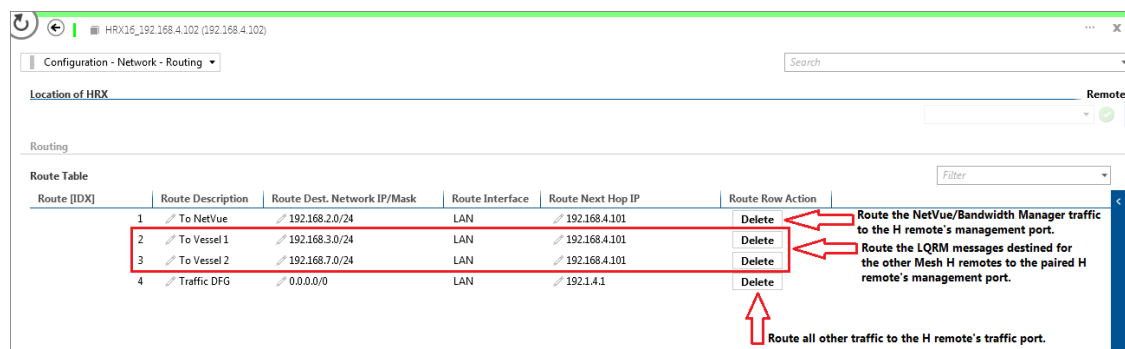 HRX16_192.168.4.102 (192.168.4.102)
... X
Configuration - Network - Routing
Search
Location of HRX
Remote
Routing
Route Table
Filter
Route [IDX] Route Description Route Dest. Network IP/Mask Route Interface Route Next Hop IP Route Row Action
1 To NetVue 192.168.2.0/24 LAN 192.168.4.101 Delete
Route the NetVue/Bandwidth Manager traffic
to the H remote's management port.
2 To Vessel 1 192.168.3.0/24 LAN 192.168.4.101 Delete
3 To Vessel 2 192.168.7.0/24 LAN 192.168.4.101 Delete
Route the LQRM messages destined for
the other Mesh H remotes to the paired H
remote's management port.
4 Traffic DFG 0.0.0.0/0 LAN 192.1.4.1 Delete
Route all other traffic to the H remote's traffic port.